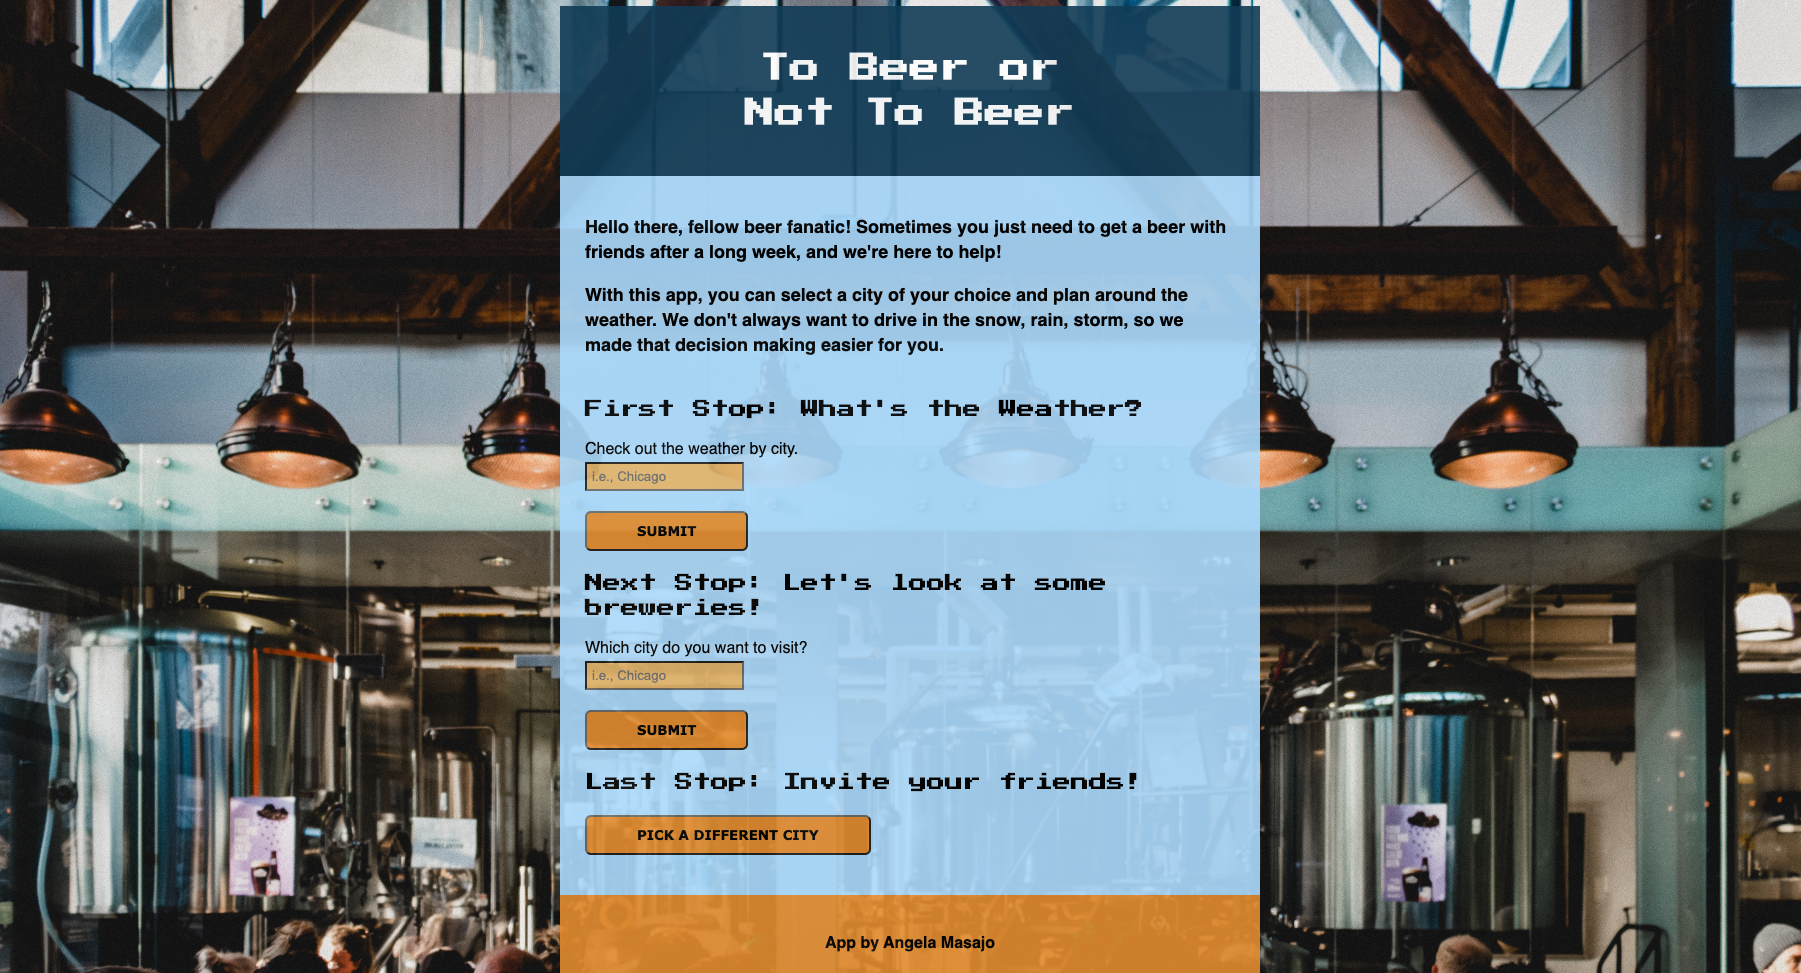 To Beer or
Not To Beer
Hello there, fellow beer fanatic! Sometimes you just need to get a beer with
friends after a long week, and we're here to help!
With this app, you can select a city of your choice and plan around the
weather. We don't always want to drive in the snow, rain, storm, so we
made that decision making easier for you.
First Stop: What's the Weather?
Check out the weather by city.
i.e., Chicago
SUBMIT
Next Stop: Let's look at some
breweries!
Which city do you want to visit?
i.e., Chicago
SUBMIT
Last Stop: Invite your friends!
PICK A DIFFERENT CITY
App by Angela Masajo